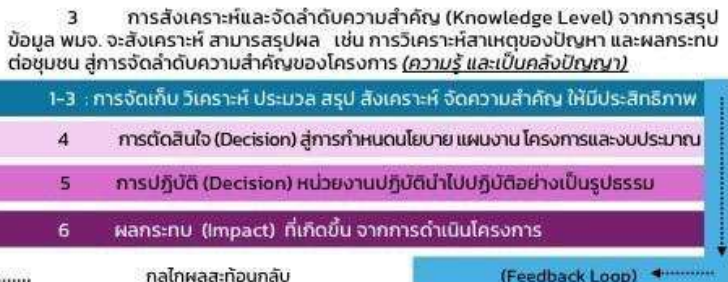 3 การสังเคราะห์และจัดลำดับความสำคัญ (Knowledge Level) จากการสรุป
ข้อมูล พมจ. จะสังเคราะห์ สามารสรุปผล เช่น การวิเคราะห์สาเหตุของปัญหา และผลกระทบ
ต่อชุมชน สู่การจัดลำดับความสำคัญของโครงการ (ความรู้ และเป็นคลังปัญญา)
1-3 : การจัดเก็บ วิเคราะห์ ประมวล สรุป สังเคราะห์ จัดความสำคัญ ให้มีประสิทธิภาพ
4 การตัดสินใจ (Decision) สู่การกำหนดนโยบาย แผนงาน โครงการและงบประมาณ
5 การปฏิบัติ (Decision) หน่วยงานปฏิบัตินำไปปฏิบัติอย่างเป็นรูปธรรม
6 ผลกระทบ (Impact) ที่เกิดขึ้น จากการดำเนินโครงการ
กลไกผลสะท้อนกลับ (Feedback Loop)